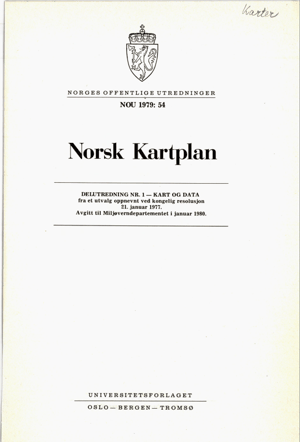 Karter
NORGES OFFENTLIGE UTREDNINGER
NOU 1979: 54
Norsk Kartplan
DELUTREDNING NR. 1 — KART OG DATA
fra et utvalg oppnevnt ved kongelig resolusjon
21. januar 1977.
Avgitt til Miljøverndepartementet i januar 1980.
UNIVERSITETSFORLAGET
OSLO — BERGEN — TROMSØ